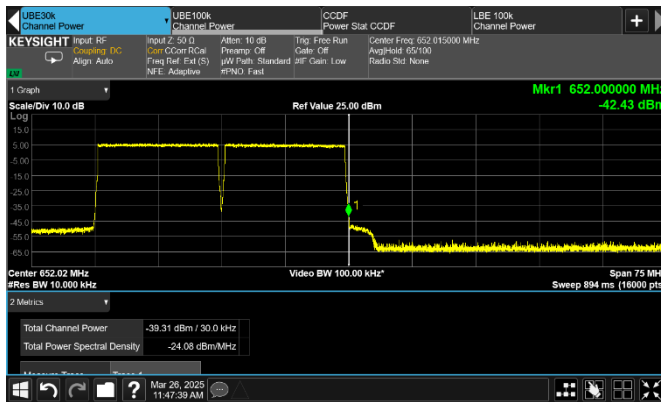 UBE30k
Channel Power
UBE100k
Channel Power
CCDF
Power Stat CCDF
LBE 100k
Channel Power
KEYSIGHT
Input: RF
Coupling: DC
Align: Auto
Input Z: 50 Ω
Corr CCorr RCal
Freq Ref: Ext (S)
NFE: Adaptive
Atten: 10 dB
Preamp: Off
µW Path: Standard
#PNO: Fast
Trig: Free Run
Gate: Off
#IF Gain: Low
Center Freq: 652.015000 MHz
Avg|Hold: 65/100
Radio Std: None
1 Graph
Scale/Div 10.0 dB
Ref Value 25.00 dBm
Mkr1 652.000000 MHz
-42.43 dBm
Log
15.0
5.00
-5.00
-15.0
-25.0
-35.0
-45.0
-55.0
-65.0
1
Center 652.02 MHz
#Res BW 10.000 kHz
Video BW 100.00 kHz*
Span 75 MH
Sweep 894 ms (16000 pts
2 Metrics
Total Channel Power -39.31 dBm / 30.0 kHz
Total Power Spectral Density -24.08 dBm/MHz
Measure Trace Trace 1
?
Mar 26, 2025
11:47:39 AM